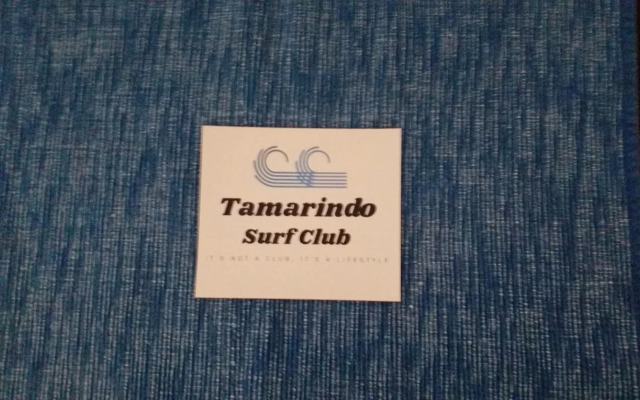 Tamarindo
Surf Club
IT'S NOT A CLUB, IT'S A LIFESTYLE